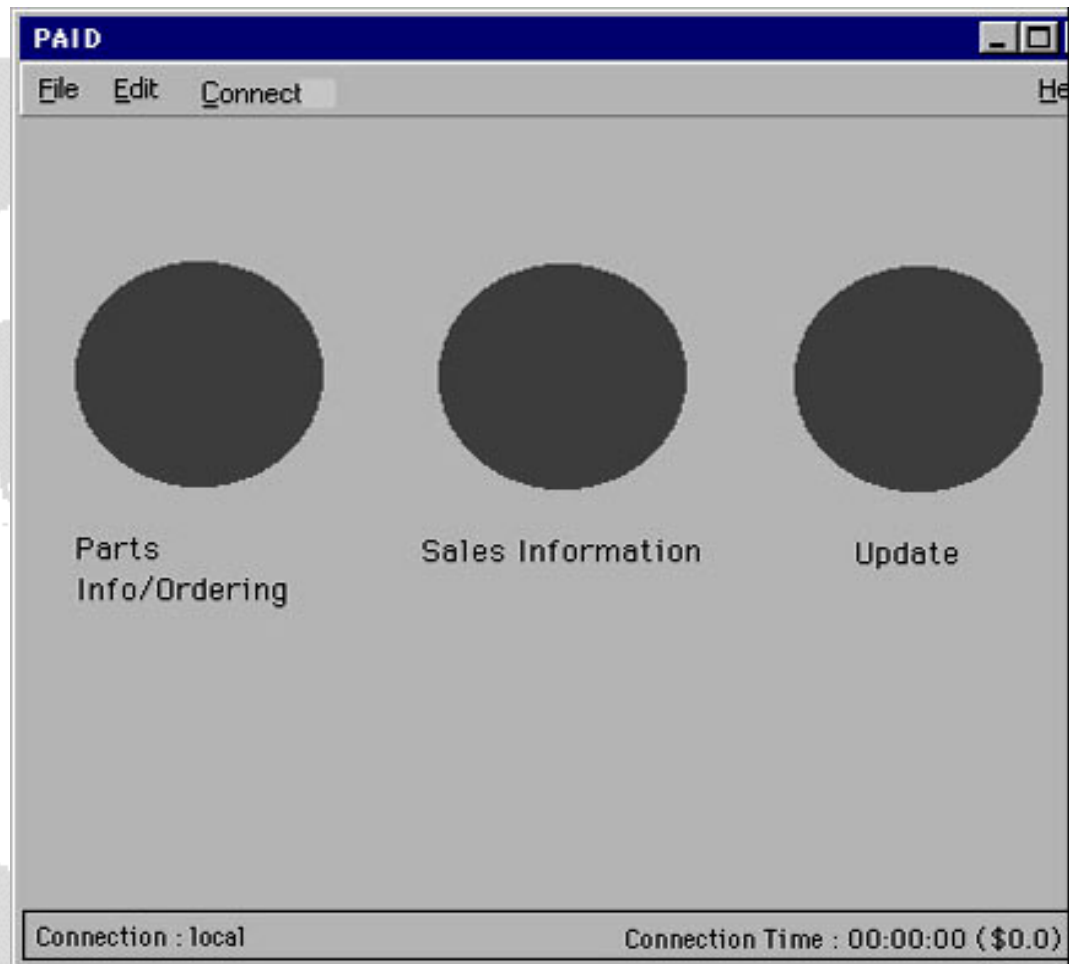 PAID
File Edit Connect He
Parts
Info/Ordering
Sales Information
Update
Connection : local
Connection Time : 00:00:00 ($0.0)